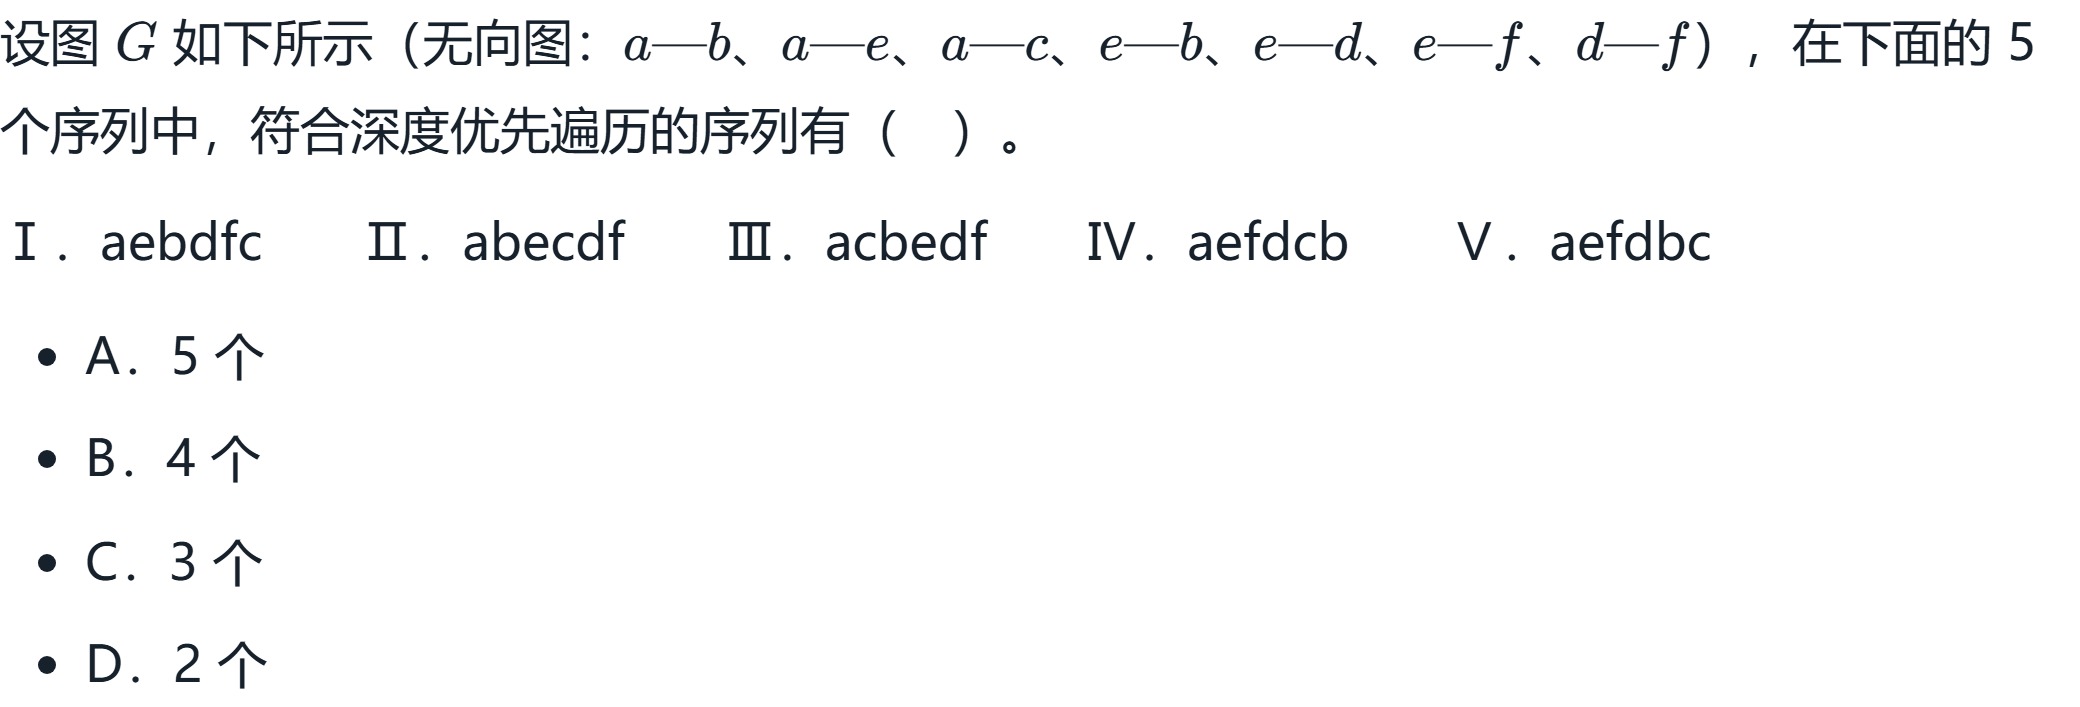 设图 G 如下所示（无向图：a—b、a—e、a—c、e—b、e—d、e—f、d—f），在下面的 5
个序列中，符合深度优先遍历的序列有（ ）。
Ⅰ．aebdfc Ⅱ．abecdf Ⅲ．acbedf Ⅳ．aefdcb Ⅴ．aefdbc
• A．5 个
• B．4 个
• C．3 个
• D．2 个